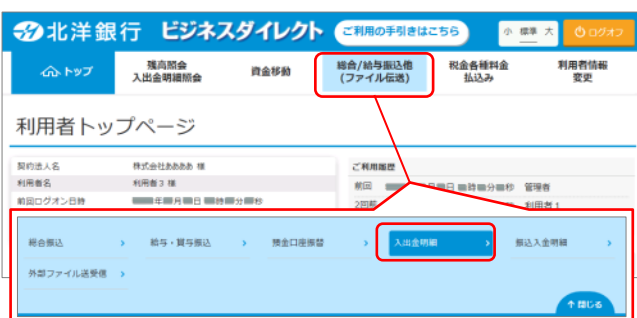 北洋銀行 ビジネスダイレクト ご利用の手引きはこちら 小 標準 大 ログオフ
トップ 残高照会 入出金明細照会 資金移動 総合/給与振込他 (ファイル伝送) 税金各種料金 払込み 利用者情報 変更
利用者トップページ
契約法人名 株式会社ああああ 様 ご利用履歴
利用者名 利用者3 様 前回 年 月 日 時 分 秒 管理者
前回ログオン日時 年 月 日 時 分 秒 2回前 利用者1
総合振込 給与・賞与振込 預金口座振替 入出金明細 振込入金明細
外部ファイル送受信
閉じる